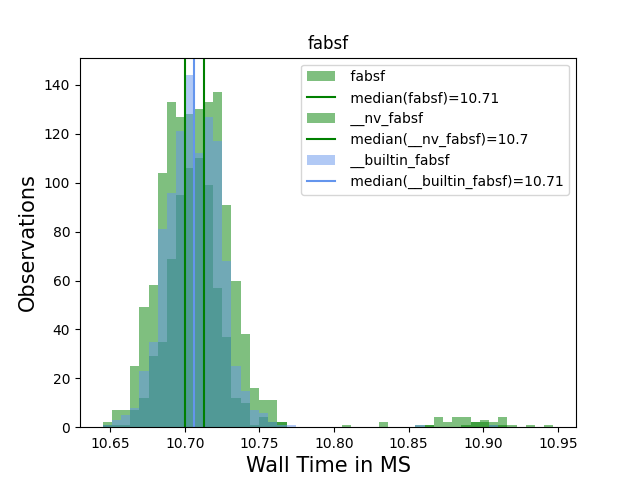 fabsf
fabsf
median(fabsf)=10.71
__nv_fabsf
median(__nv_fabsf)=10.7
__builtin_fabsf
median(__builtin_fabsf)=10.71
Observations
140
120
100
80
60
40
20
0
10.65 10.70 10.75 10.80 10.85 10.90 10.95
Wall Time in MS